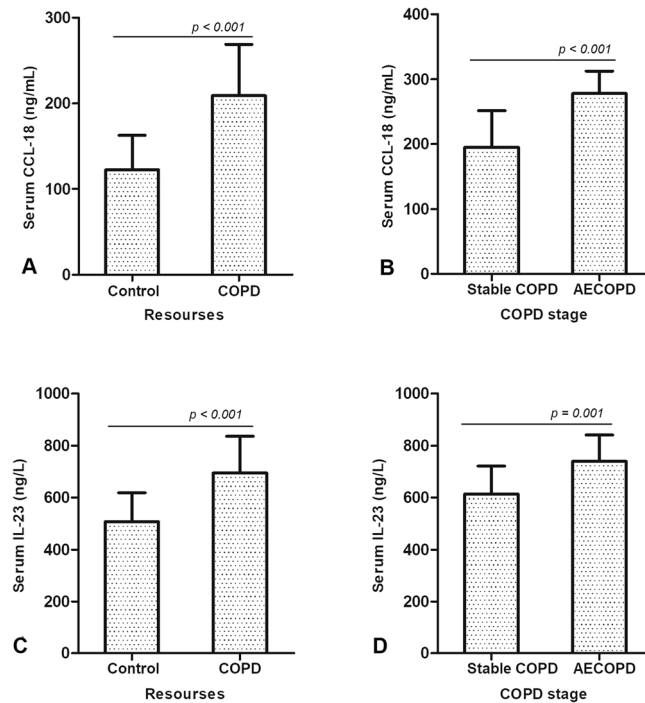 Serum CCL-18 (ng/mL)
300
200
100
0
p < 0.001
A
Control COPD
Resourses
Serum CCL-18 (ng/mL)
400
300
200
100
0
p < 0.001
B
Stable COPD AECOPD
COPD stage
Serum IL-23 (ng/L)
1000
800
600
400
200
0
p < 0.001
C
Control COPD
Resourses
Serum IL-23 (ng/L)
1000
800
600
400
200
0
p = 0.001
D
Stable COPD AECOPD
COPD stage